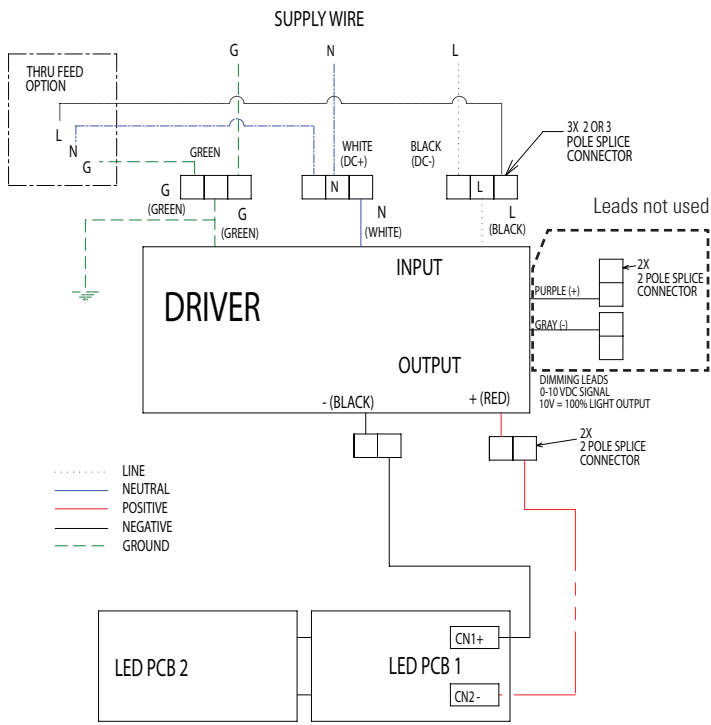 SUPPLY WIRE
G
N
L
THRU FEED
OPTION
L
N
G
GREEN
WHITE
(DC+)
BLACK
(DC-)
3X 2 OR 3
POLE SPLICE
CONNECTOR
N
L
G
(GREEN)
G
(GREEN)
N
(WHITE)
L
(BLACK)
Leads not used
INPUT
DRIVER
PURPLE (+)
GRAY (-)
2X
2 POLE SPLICE
CONNECTOR
OUTPUT
- (BLACK)
+ (RED)
DIMMING LEADS
0-10 VDC SIGNAL
10V = 100% LIGHT OUTPUT
2X
2 POLE SPLICE
CONNECTOR
LINE
NEUTRAL
POSITIVE
NEGATIVE
GROUND
LED PCB 2
LED PCB 1
CN1+
CN2 -